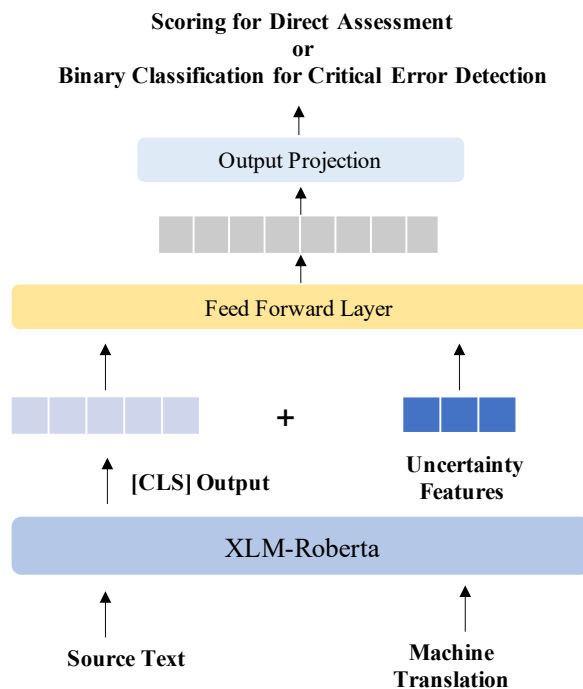 Scoring for Direct Assessment
or
Binary Classification for Critical Error Detection
Output Projection
Feed Forward Layer
+
[CLS] Output
Uncertainty
Features
XLM-Roberta
Source Text
Machine
Translation